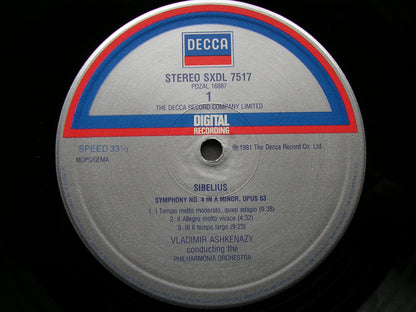 DECCA
STEREO SXDL 7517
PDZAL 16887
1
THE DECCA RECORD COMPANY LIMITED
DIGITAL
RECORDING
SPEED 33⅓
MCPS/GEMA
℗ 1981 The Decca Record Co. Ltd.
SIBELIUS
SYMPHONY NO. 4 IN A MINOR, OPUS 63
1. I Tempo molto moderato, quasi adagio (9:38)
2. II Allegro molto vivace (4:32)
3. III Il tempo largo (9:23)
VLADIMIR ASHKENAZY
conducting the
PHILHARMONIA ORCHESTRA